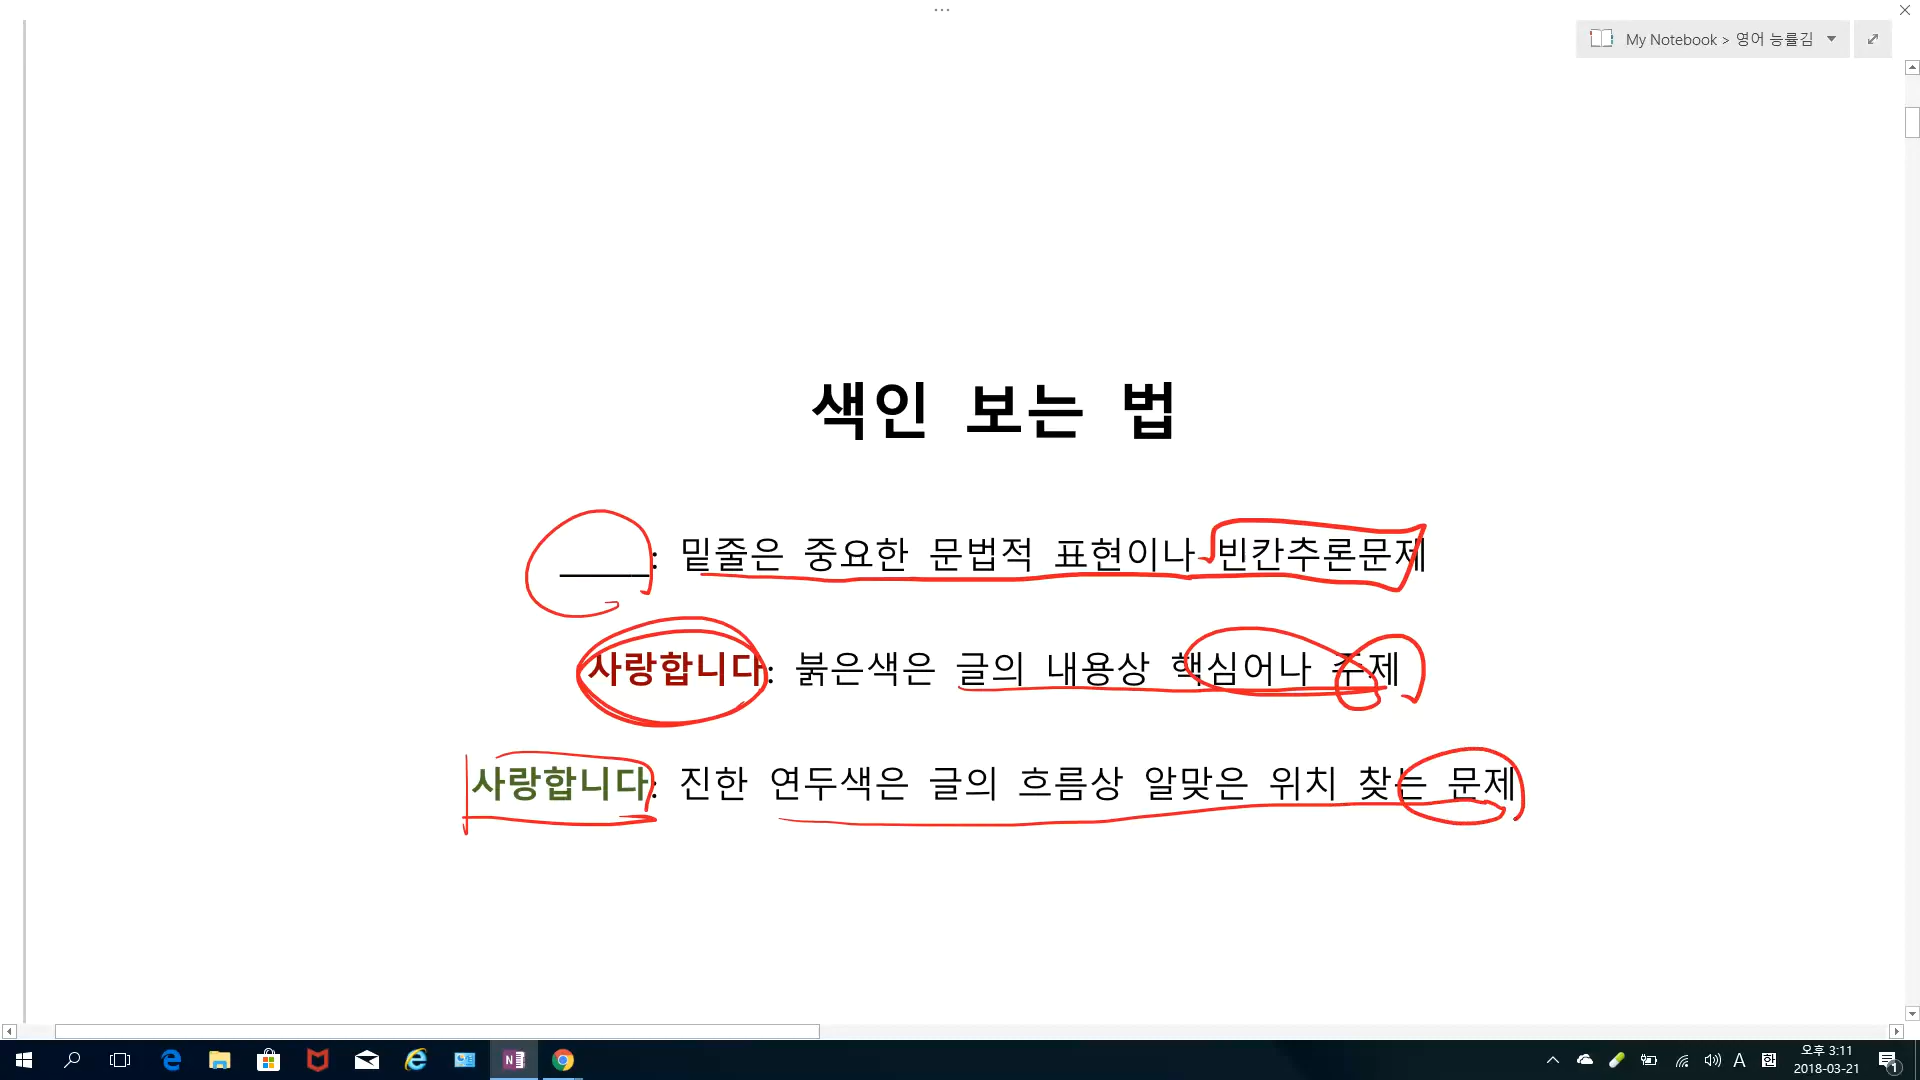 ...
My Notebook > 영어 능률김
색인 보는 법
_____: 밑줄은 중요한 문법적 표현이나 빈칸추론문제
사랑합니다: 붉은색은 글의 내용상 핵심어나 주제
사랑합니다: 진한 연두색은 글의 흐름상 알맞은 위치 찾는 문제
A 한 오후 3:11
2018-03-21
1